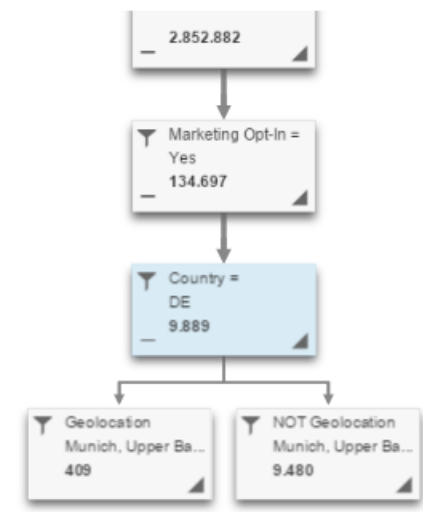 2.852.882
Marketing Opt-In =
Yes
134.697
Country =
DE
9.889
Geolocation
Munich, Upper Ba...
409
NOT Geolocation
Munich, Upper Ba...
9.480